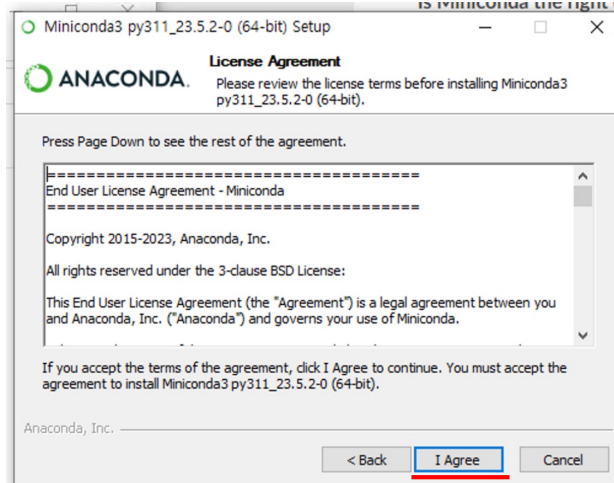 Is Miniconda the right
Miniconda3 py311_23.5.2-0 (64-bit) Setup
ANACONDA.
License Agreement
Please review the license terms before installing Miniconda3
py311_23.5.2-0 (64-bit).
Press Page Down to see the rest of the agreement.
======================================
End User License Agreement - Miniconda
======================================
Copyright 2015-2023, Anaconda, Inc.
All rights reserved under the 3-clause BSD License:
This End User License Agreement (the "Agreement") is a legal agreement between you
and Anaconda, Inc. ("Anaconda") and governs your use of Miniconda.
If you accept the terms of the agreement, click I Agree to continue. You must accept the
agreement to install Miniconda3 py311_23.5.2-0 (64-bit).
Anaconda, Inc.
< Back
I Agree
Cancel